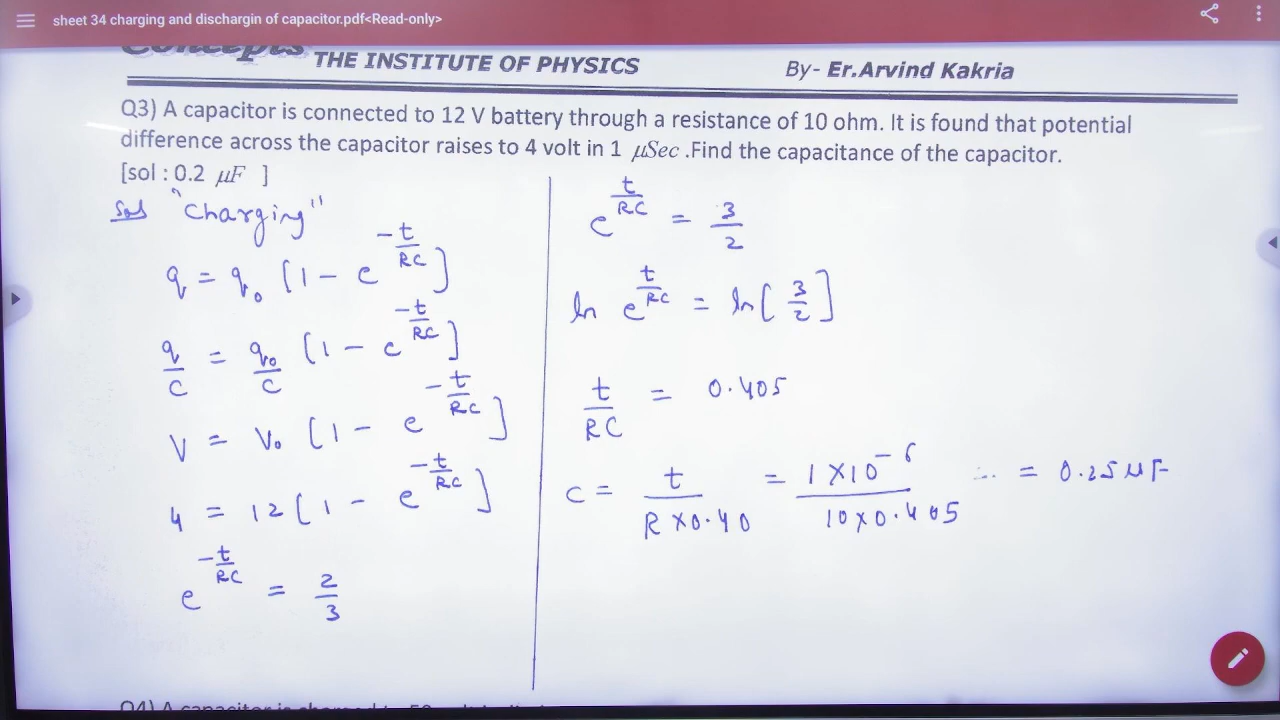 sheet 34 charging and dischargin of capacitor.pdf<Read-only>
Concepts THE INSTITUTE OF PHYSICS By- Er.Arvind Kakria
Q3) A capacitor is connected to 12 V battery through a resistance of 10 ohm. It is found that potential
difference across the capacitor raises to 4 volt in 1 μSec .Find the capacitance of the capacitor.
[sol : 0.2 μF ]
Sol "Charging"
q = q₀ [1 - e^(-t/RC)]
q/C = q₀/C [1 - e^(-t/RC)]
V = V₀ [1 - e^(-t/RC)]
4 = 12 [1 - e^(-t/RC)]
e^(-t/RC) = 2/3
e^(t/RC) = 3/2
ln e^(t/RC) = ln[3/2]
t/RC = 0.405
C = t/(R×0.40) = 1×10^-6/(10×0.405) = 0.25 μF